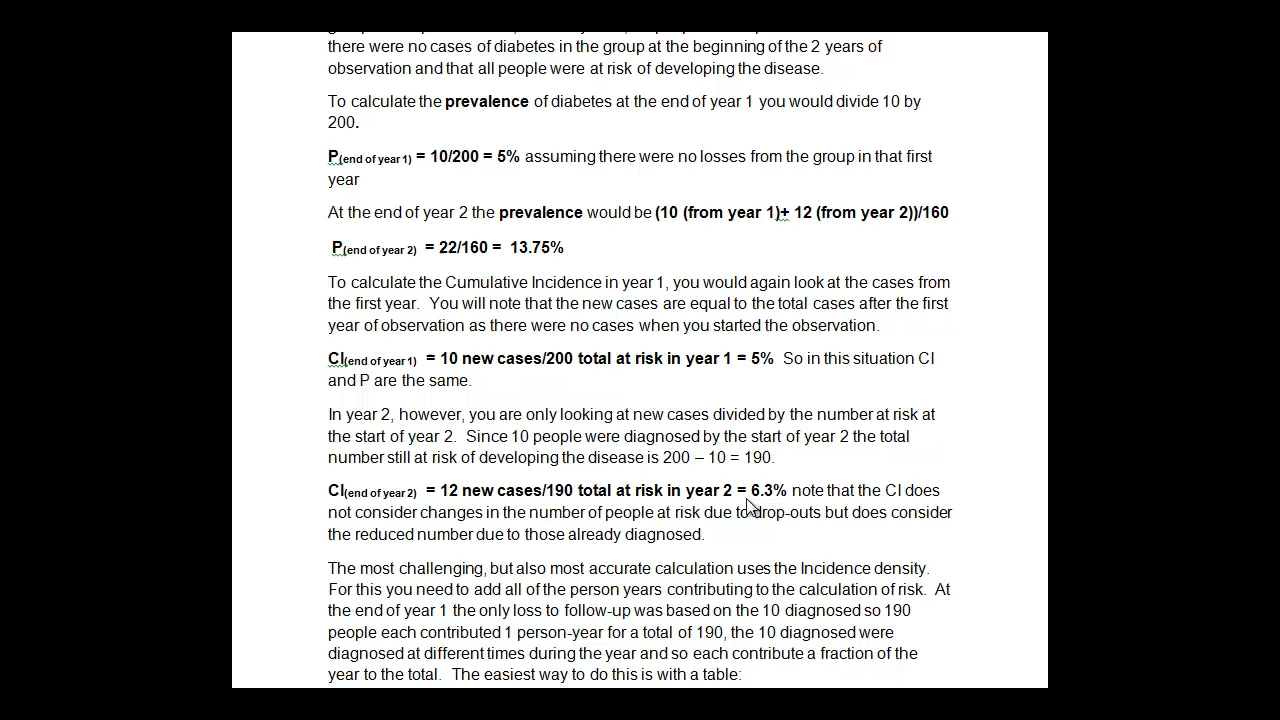 there were no cases of diabetes in the group at the beginning of the 2 years of
observation and that all people were at risk of developing the disease.
To calculate the prevalence of diabetes at the end of year 1 you would divide 10 by
200.
P(end of year 1) = 10/200 = 5% assuming there were no losses from the group in that first
year
At the end of year 2 the prevalence would be (10 (from year 1)+ 12 (from year 2))/160
P(end of year 2) = 22/160 = 13.75%
To calculate the Cumulative Incidence in year 1, you would again look at the cases from
the first year. You will note that the new cases are equal to the total cases after the first
year of observation as there were no cases when you started the observation.
CI(end of year 1) = 10 new cases/200 total at risk in year 1 = 5% So in this situation CI
and P are the same.
In year 2, however, you are only looking at new cases divided by the number at risk at
the start of year 2. Since 10 people were diagnosed by the start of year 2 the total
number still at risk of developing the disease is 200 – 10 = 190.
CI(end of year 2) = 12 new cases/190 total at risk in year 2 = 6.3% note that the CI does
not consider changes in the number of people at risk due to drop-outs but does consider
the reduced number due to those already diagnosed.
The most challenging, but also most accurate calculation uses the Incidence density.
For this you need to add all of the person years contributing to the calculation of risk. At
the end of year 1 the only loss to follow-up was based on the 10 diagnosed so 190
people each contributed 1 person-year for a total of 190, the 10 diagnosed were
diagnosed at different times during the year and so each contribute a fraction of the
year to the total. The easiest way to do this is with a table: